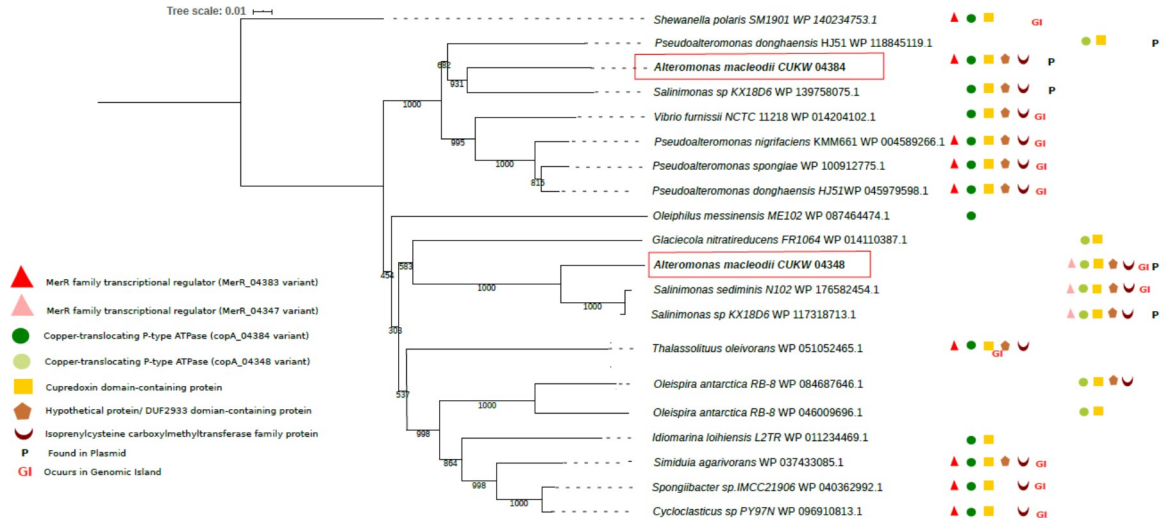 Tree scale: 0.01
Shewanella polaris SM1901 WP 140234753.1 GI
Pseudoalteromonas donghaensis HJ51 WP 118845119.1 P
682
Alteromonas macleodii CUKW 04384 P
931
Salinimonas sp KX18D6 WP 139758075.1 P
1000
Vibrio furnissii NCTC 11218 WP 014204102.1 GI
995
Pseudoalteromonas nigrifaciens KMM661 WP 004589266.1 GI
1000
Pseudoalteromonas spongiae WP 100912775.1 GI
815
Pseudoalteromonas donghaensis HJ51WP 045979598.1 GI
Oleiphilus messinensis ME102 WP 087464474.1
Glaciecola nitratireducens FR1064 WP 014110387.1
454
583
Alteromonas macleodii CUKW 04348 GI P
1000
Salinimonas sediminis N102 WP 176582454.1 GI
1000
Salinimonas sp KX18D6 WP 117318713.1 P
303
Thalassolituus oleivorans WP 051052465.1 GI
537
Oleispira antarctica RB-8 WP 084687646.1
1000
Oleispira antarctica RB-8 WP 046009696.1
998
Idiomarina loihiensis L2TR WP 011234469.1
864
Simiduia agarivorans WP 037433085.1 GI
998
Spongiibacter sp.IMCC21906 WP 040362992.1 GI
1000
Cycloclasticus sp PY97N WP 096910813.1 GI
MerR family transcriptional regulator (MerR_04383 variant)
MerR family transcriptional regulator (MerR_04347 variant)
Copper-translocating P-type ATPase (copA_04384 variant)
Copper-translocating P-type ATPase (copA_04348 variant)
Cupredoxin domain-containing protein
Hypothetical protein/ DUF2933 domian-containing protein
Isoprenylcysteine carboxylmethyltransferase family protein
P Found in Plasmid
GI Ocuurs in Genomic Island